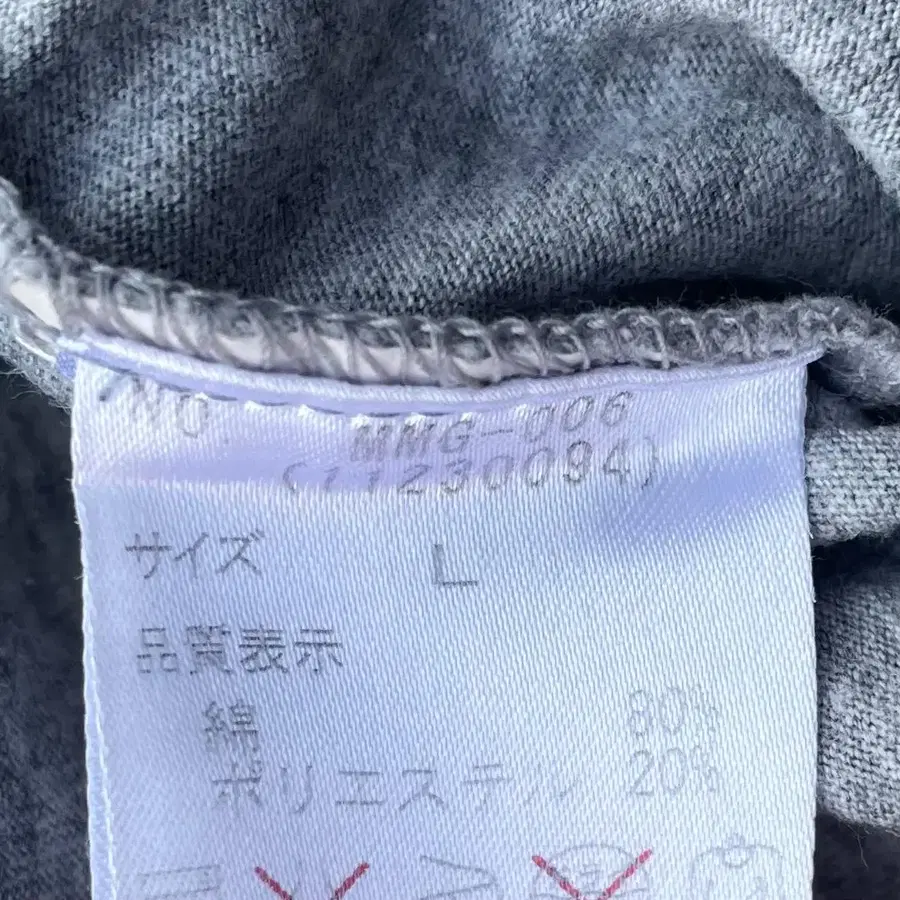 No. MMG-006
(11230094)
サイズ L
品質表示
綿 80%
ポリエステル 20%